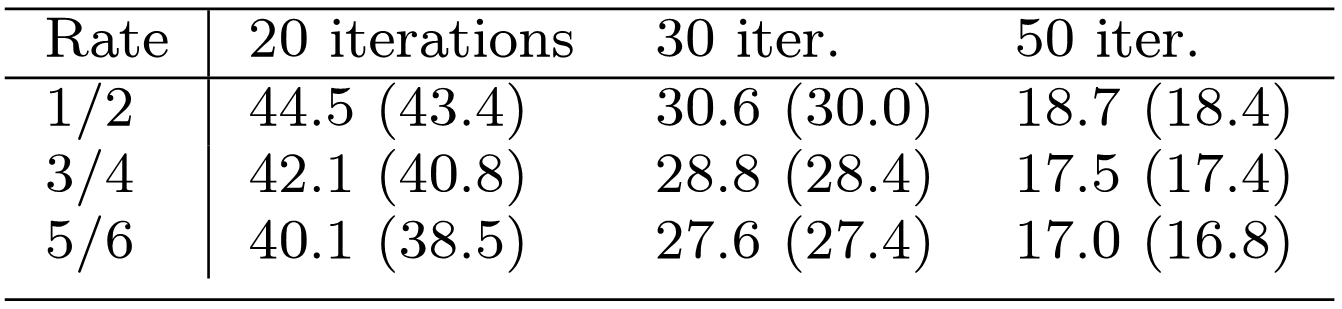 Rate 20 iterations 30 iter. 50 iter.
1/2 44.5 (43.4) 30.6 (30.0) 18.7 (18.4)
3/4 42.1 (40.8) 28.8 (28.4) 17.5 (17.4)
5/6 40.1 (38.5) 27.6 (27.4) 17.0 (16.8)